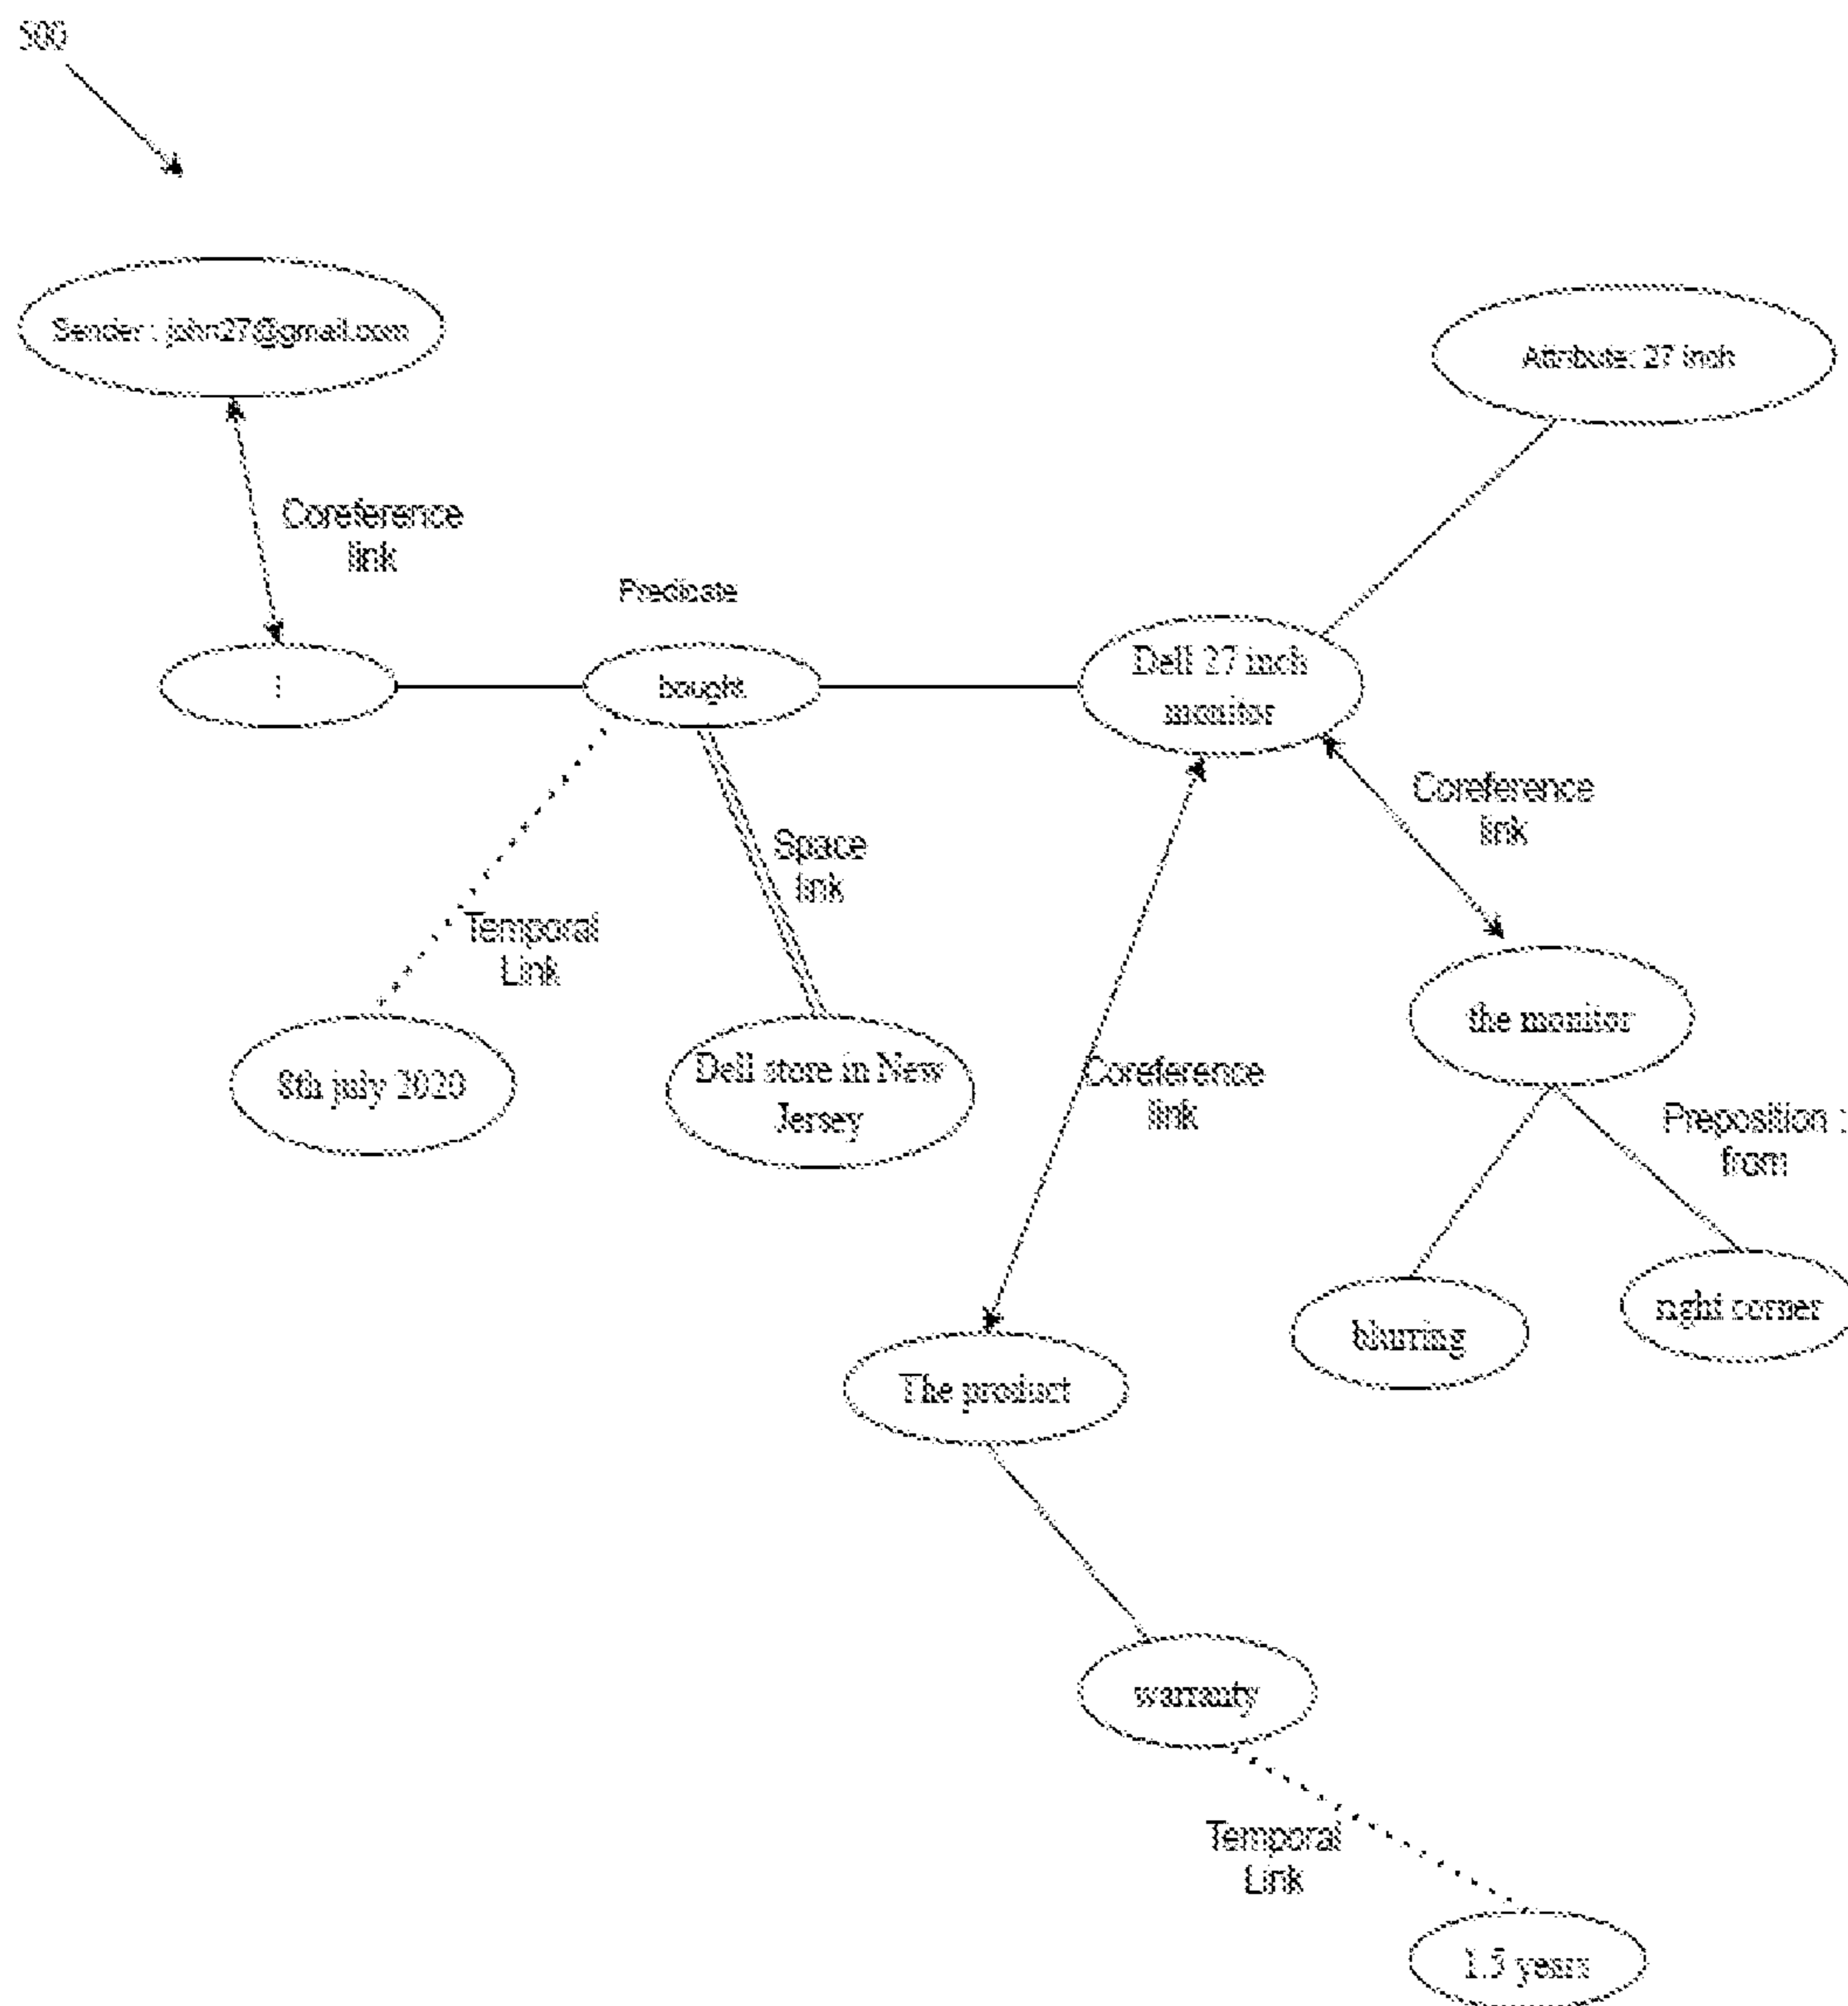 500
Sender : john27@gmail.com
Attribute: 27 inch
Coreference
link
Predicate
I
bought
Dell 27 inch
monitor
Coreference
link
Space
link
Temporal
Link
the monitor
8th july 2020
Dell store in New
Jersey
Coreference
link
Preposition :
from
blurring
right corner
The product
warranty
Temporal
Link
1.5 years